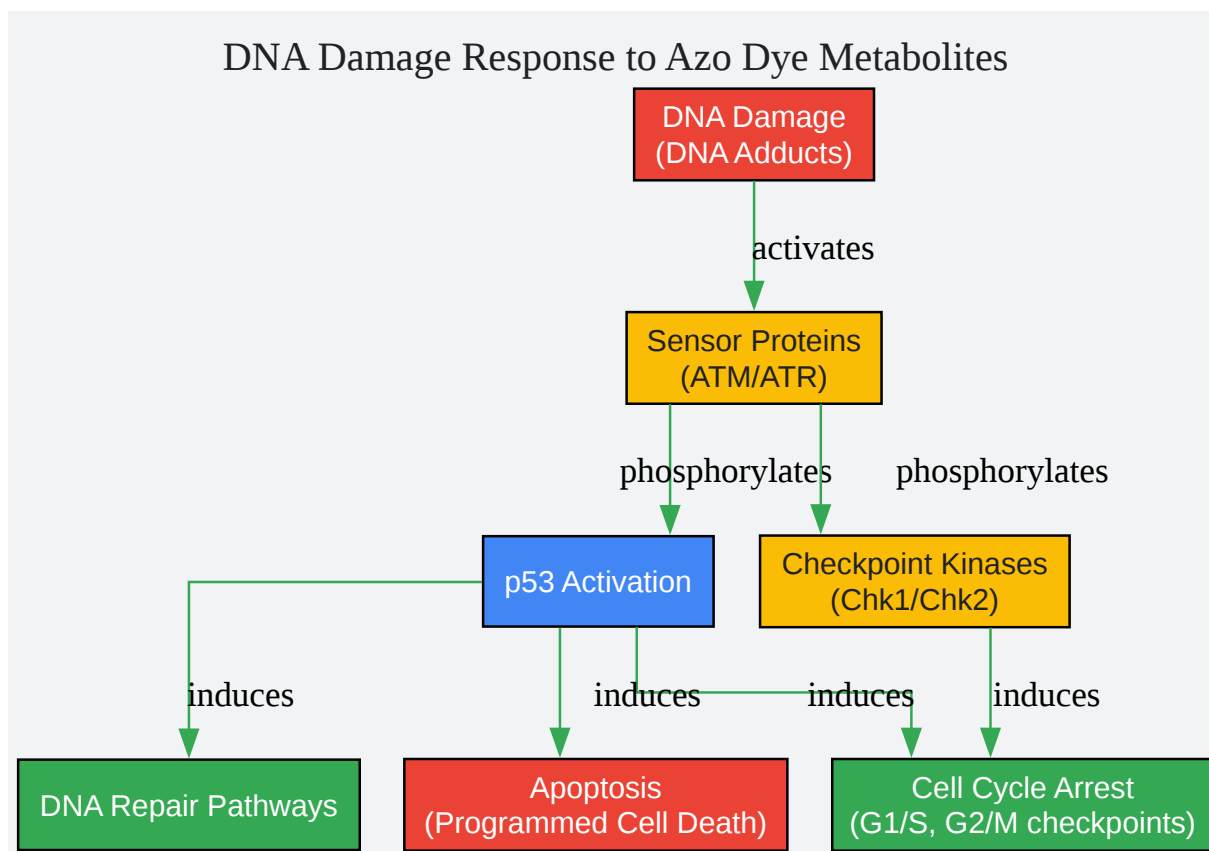 DNA Damage Response to Azo Dye Metabolites
DNA Damage
(DNA Adducts)
activates
Sensor Proteins
(ATM/ATR)
phosphorylates
phosphorylates
p53 Activation
Checkpoint Kinases
(Chk1/Chk2)
induces
induces
induces
induces
DNA Repair Pathways
Apoptosis
(Programmed Cell Death)
Cell Cycle Arrest
(G1/S, G2/M checkpoints)